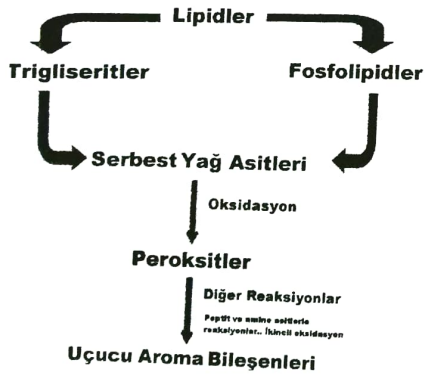 Lipidler
Trigliseritler
Fosfolipidler
Serbest Yağ Asitleri
Oksidasyon
Peroksitler
Diğer Reaksiyonlar
Peptit ve amino asitlerle
reaksiyonlar.. İkincil oksidasyon
Uçucu Aroma Bileşenleri